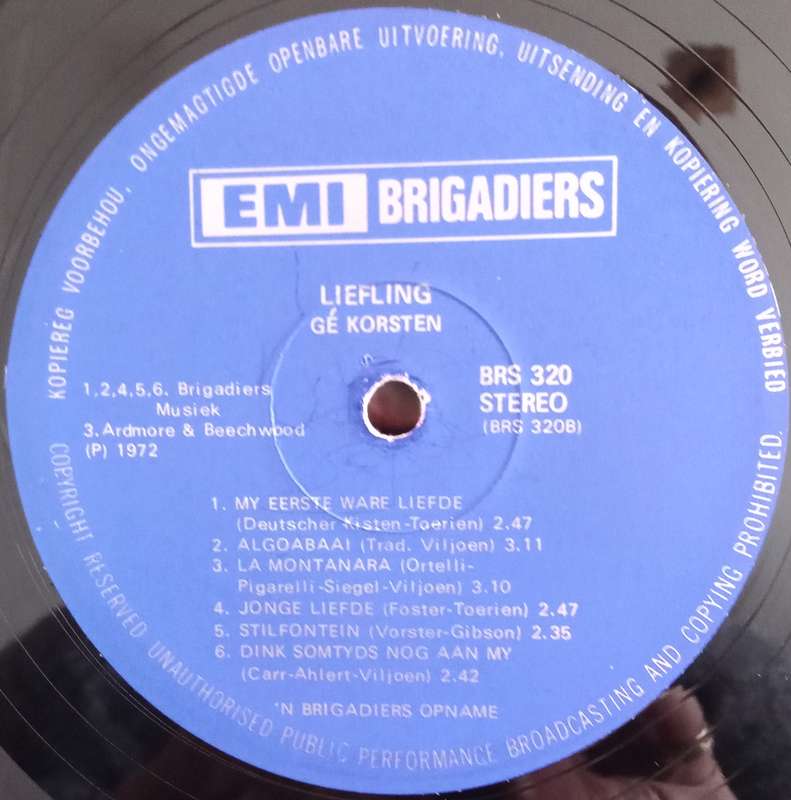 KOPIEREG VOORBEHOU, ONGEMAGTIGDE OPENBARE UITVOERING, UITSENDING EN KOPIERING WORD VERBIED
EMI BRIGADIERS
LIEFLING
GÉ KORSTEN
1,2,4,5,6. Brigadiers
Musiek
3. Ardmore & Beechwood
(P) 1972
BRS 320
STEREO
(BRS 320B)
1. MY EERSTE WARE LIEFDE
(Deutscher Kisten-Toerien) 2.47
2. ALGOABAAI (Trad. Viljoen) 3.11
3. LA MONTANARA (Ortelli-
Pigarelli-Siegel-Viljoen) 3.10
4. JONGE LIEFDE (Foster-Toerien) 2.47
5. STILFONTEIN (Vorster-Gibson) 2.35
6. DINK SOMTYDS NOG AAN MY
(Carr-Ahlert-Viljoen) 2.42
'N BRIGADIERS OPNAME
COPYRIGHT RESERVED UNAUTHORISED PUBLIC PERFORMANCE BROADCASTING AND COPYING PROHIBITED.